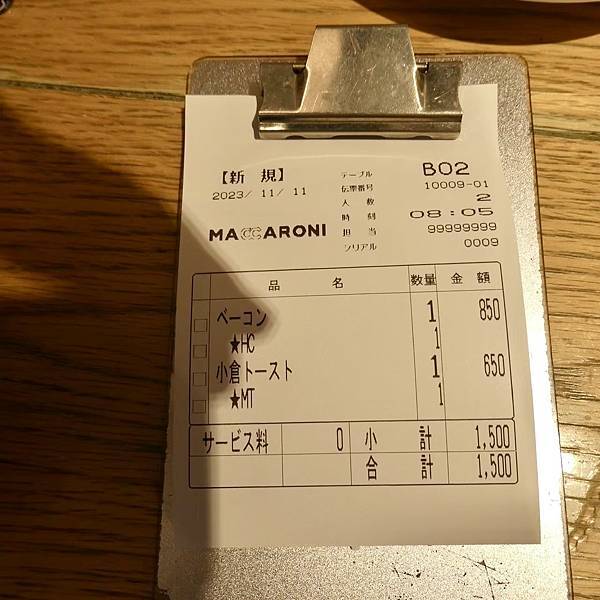 【新 規】 テーブル B02
2023/ 11/ 11 伝票番号 10009-01
人 数 2
時 刻 08:05
MACCARONI 担 当 99999999
シリアル 0009
品 名 数量 金 額
ベーコン 1 850
★HC 1
小倉トースト 1 650
★MT 1
サービス料 0 小 計 1,500
合 計 1,500